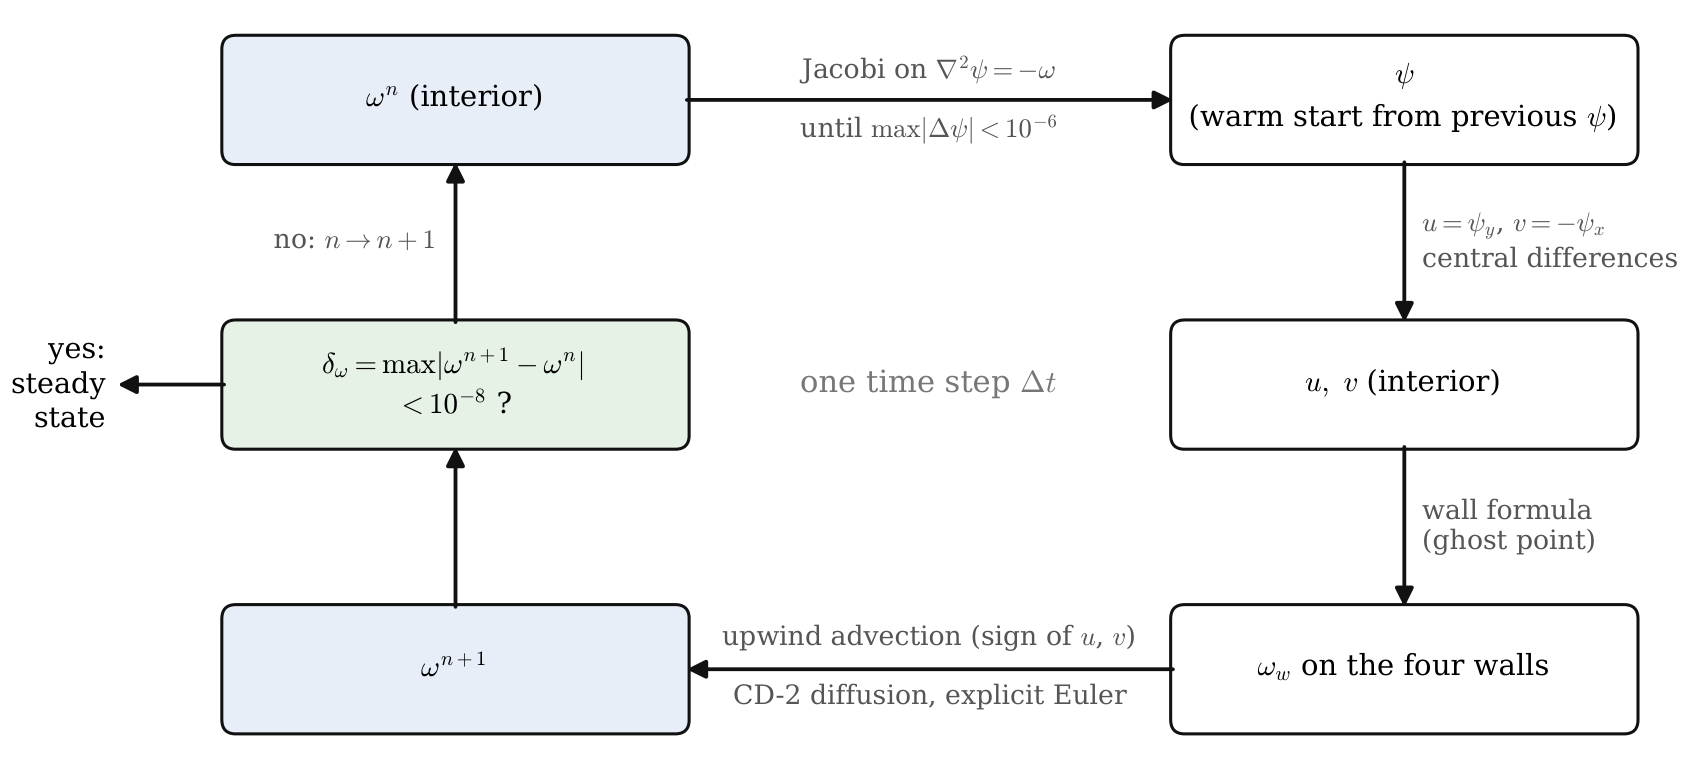 ωⁿ (interior)
Jacobi on ∇²ψ = −ω
until max|Δψ| < 10⁻⁶
ψ
(warm start from previous ψ)
u = ψ_y, v = −ψ_x
central differences
no: n → n + 1
yes:
steady
state
δ_ω = max|ωⁿ⁺¹ − ωⁿ|
< 10⁻⁸ ?
one time step Δt
u, v (interior)
wall formula
(ghost point)
ωⁿ⁺¹
upwind advection (sign of u, v)
CD-2 diffusion, explicit Euler
ω_w on the four walls